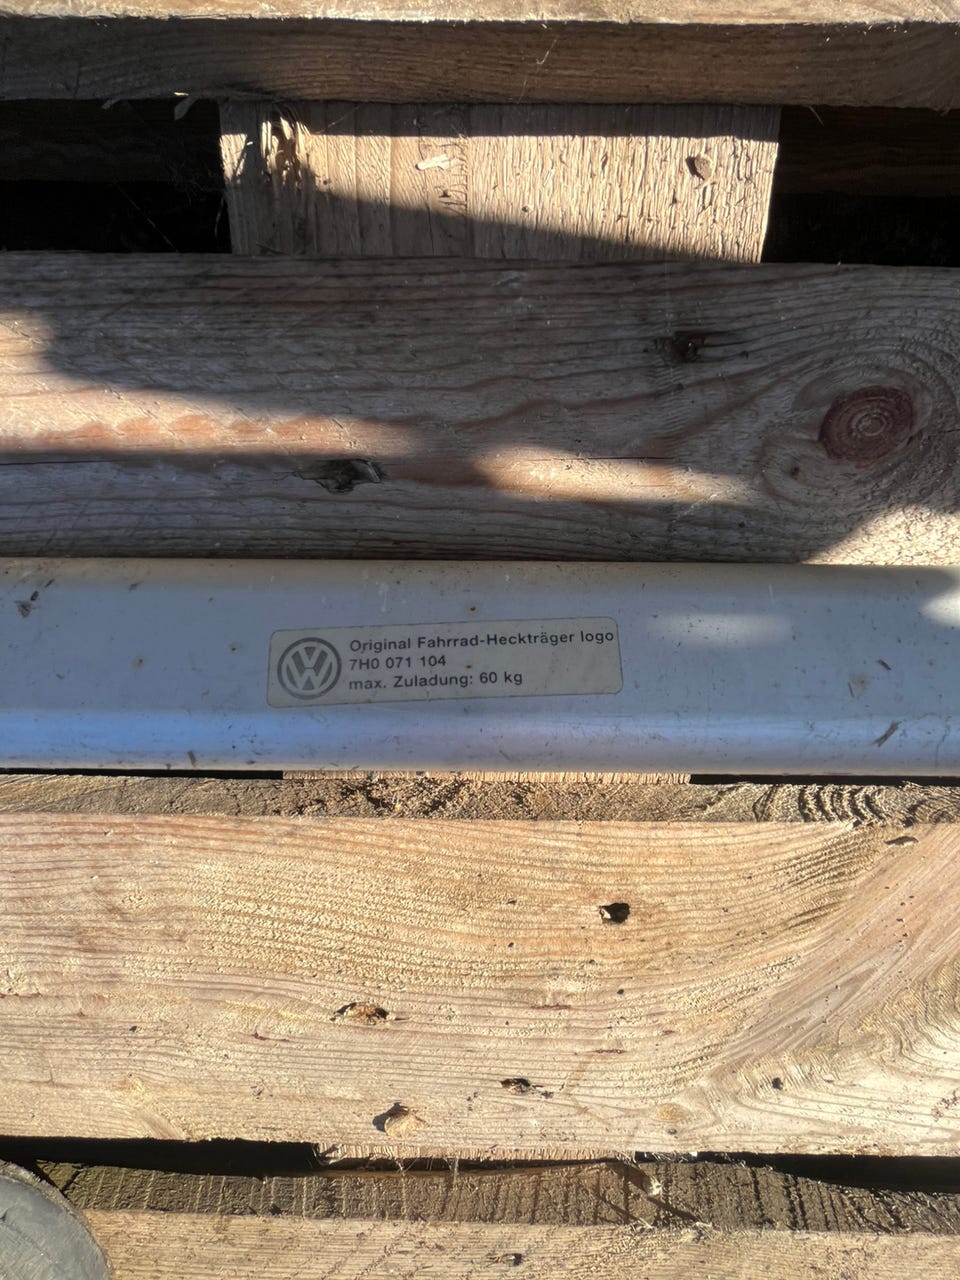 Original Fahrrad-Heckträger logo
7H0 071 104
max. Zuladung: 60 kg